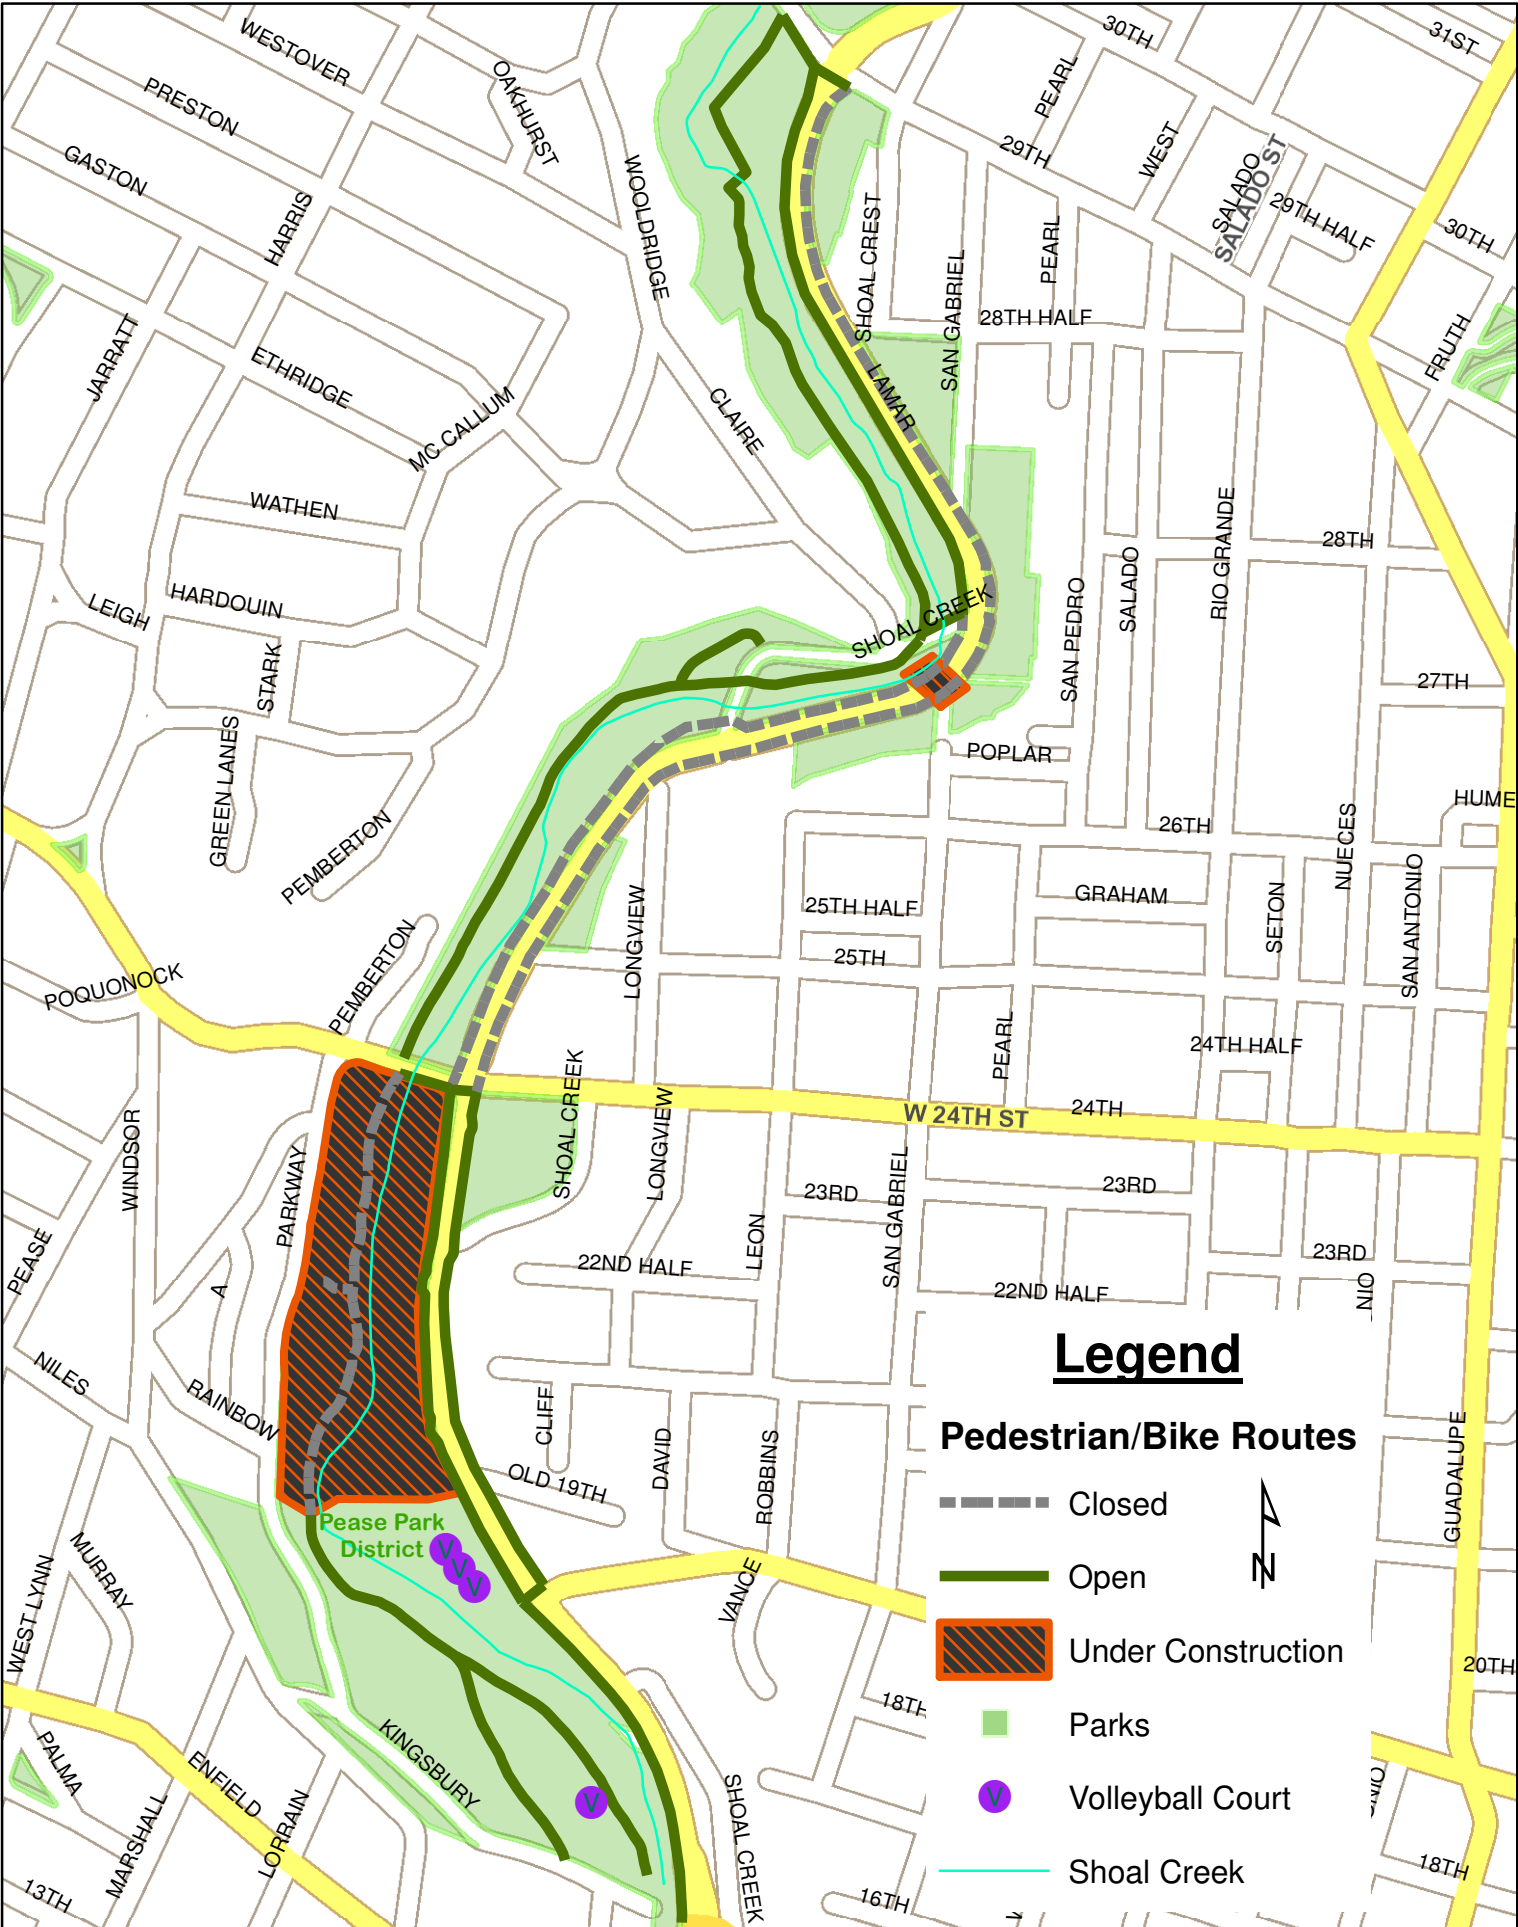 WESTOVER
PRESTON
GASTON
OAKHURST
WOOLDRIDGE
HARRIS
30TH
31ST
PEARL
29TH
WEST
SALADO
SALADO ST
29TH HALF
30TH
SHOAL CREST
SAN GABRIEL
PEARL
28TH HALF
FRUTH
JARRATT
ETHRIDGE
MC CALLUM
CLAIRE
LAMAR
WATHEN
LEIGH
HARDOUIN
STARK
SHOAL CREEK
SAN PEDRO
SALADO
RIO GRANDE
28TH
27TH
GREEN LANES
PEMBERTON
POPLAR
26TH
HUME
NUECES
LONGVIEW
25TH HALF
GRAHAM
SETON
SAN ANTONIO
25TH
POQUONOCK
PEMBERTON
PEARL
24TH HALF
SHOAL CREEK
LONGVIEW
W 24TH ST
24TH
WINDSOR
PARKWAY
23RD
23RD
SAN GABRIEL
LEON
PEASE
A
22ND HALF
22ND HALF
23RD
NIO
NILES
RAINBOW
CLIFF
DAVID
ROBBINS
OLD 19TH
GUADALUPE
Pease Park
District
V
V
V
WEST LYNN
MURRAY
VANCE
20TH
18TH
PALMA
ENFIELD
KINGSBURY
LORRAIN
MARSHALL
13TH
V
SHOAL CREEK
16TH
18TH
Legend
Pedestrian/Bike Routes
Closed
N
Open
Under Construction
Parks
V
Volleyball Court
Shoal Creek